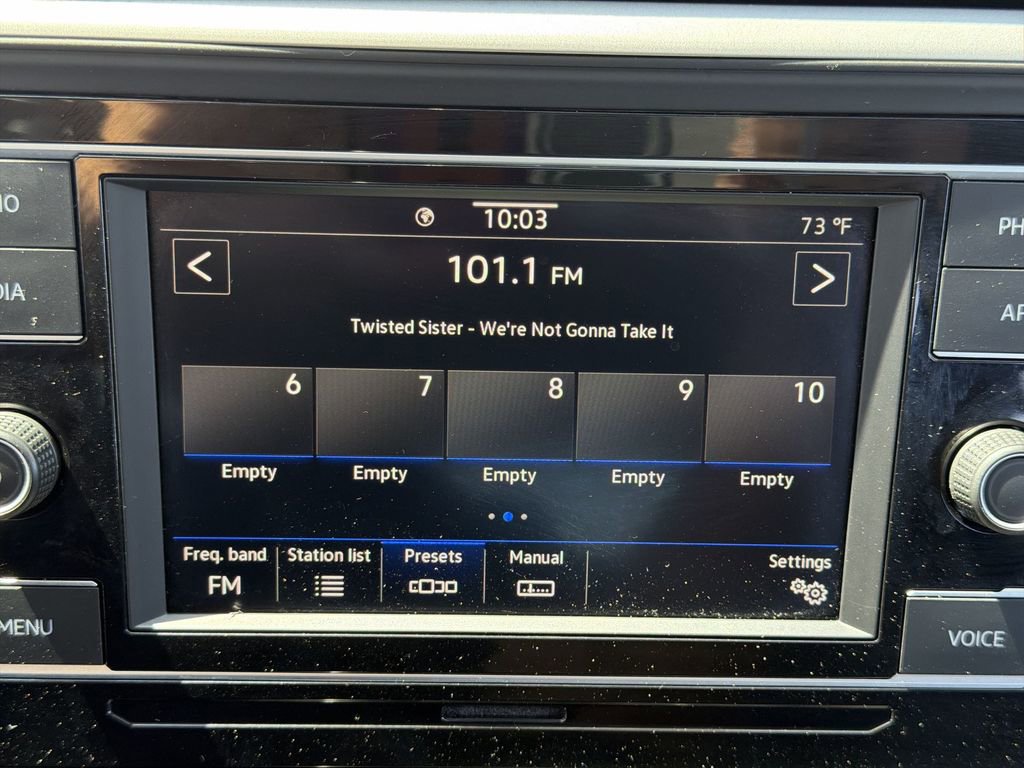 10:03
73 °F
<
101.1 FM
>
Twisted Sister - We're Not Gonna Take It
6 7 8 9 10
Empty Empty Empty Empty Empty
Freq. band Station list Presets Manual Settings
FM
MENU
VOICE